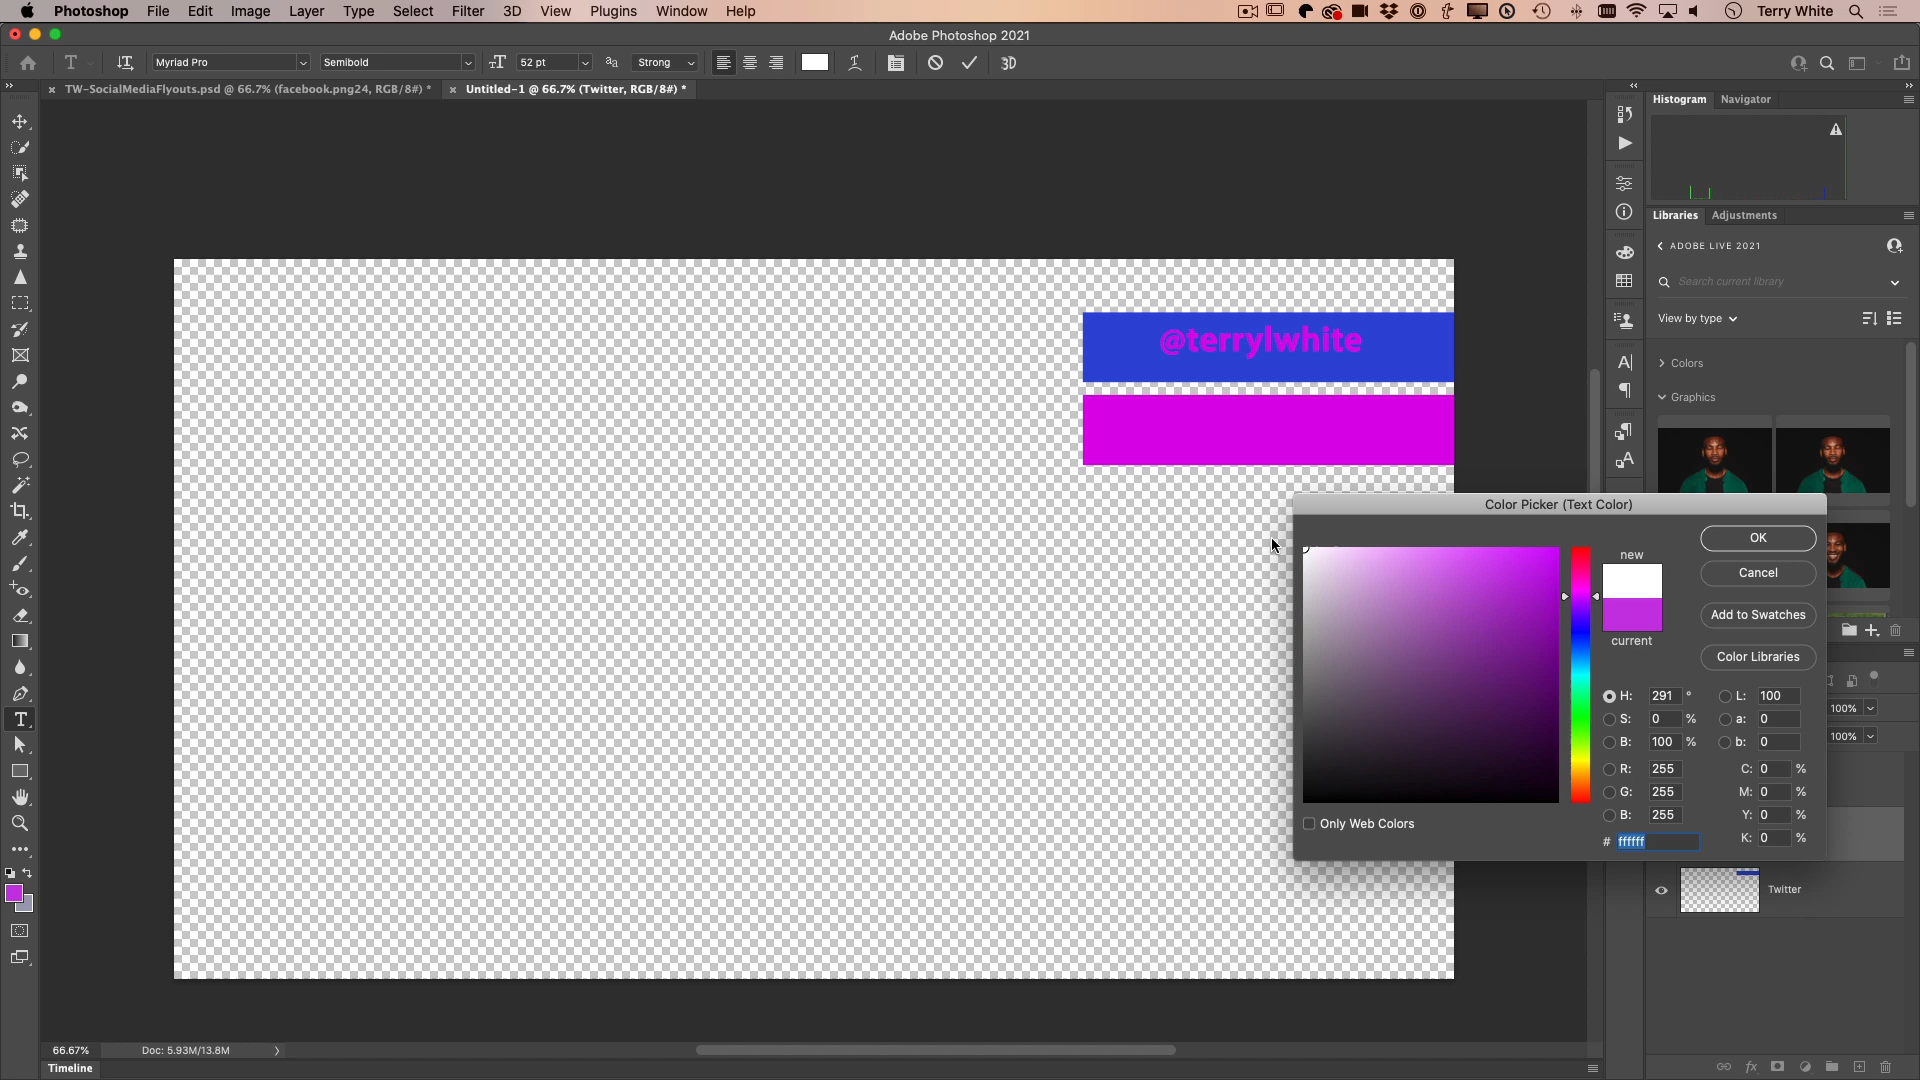 Photoshop File Edit Image Layer Type Select Filter 3D View Plugins Window Help Terry White
Adobe Photoshop 2021
Myriad Pro Semibold 52 pt Strong
TW-SocialMediaFlyouts.psd @ 66.7% (facebook.png24, RGB/8#) *
Untitled-1 @ 66.7% (Twitter, RGB/8#) *
Histogram Navigator
Libraries Adjustments
ADOBE LIVE 2021
Search current library
View by type
Colors
Graphics
@terrylwhite
Color Picker (Text Color)
OK
new
Cancel
Add to Swatches
current
Color Libraries
H: 291 ° L: 100
S: 0 % a: 0
B: 100 % b: 0
R: 255 C: 0 %
G: 255 M: 0 %
B: 255 Y: 0 %
K: 0 %
# ffffff
Only Web Colors
100%
100%
Twitter
66.67% Doc: 5.93M/13.8M
Timeline